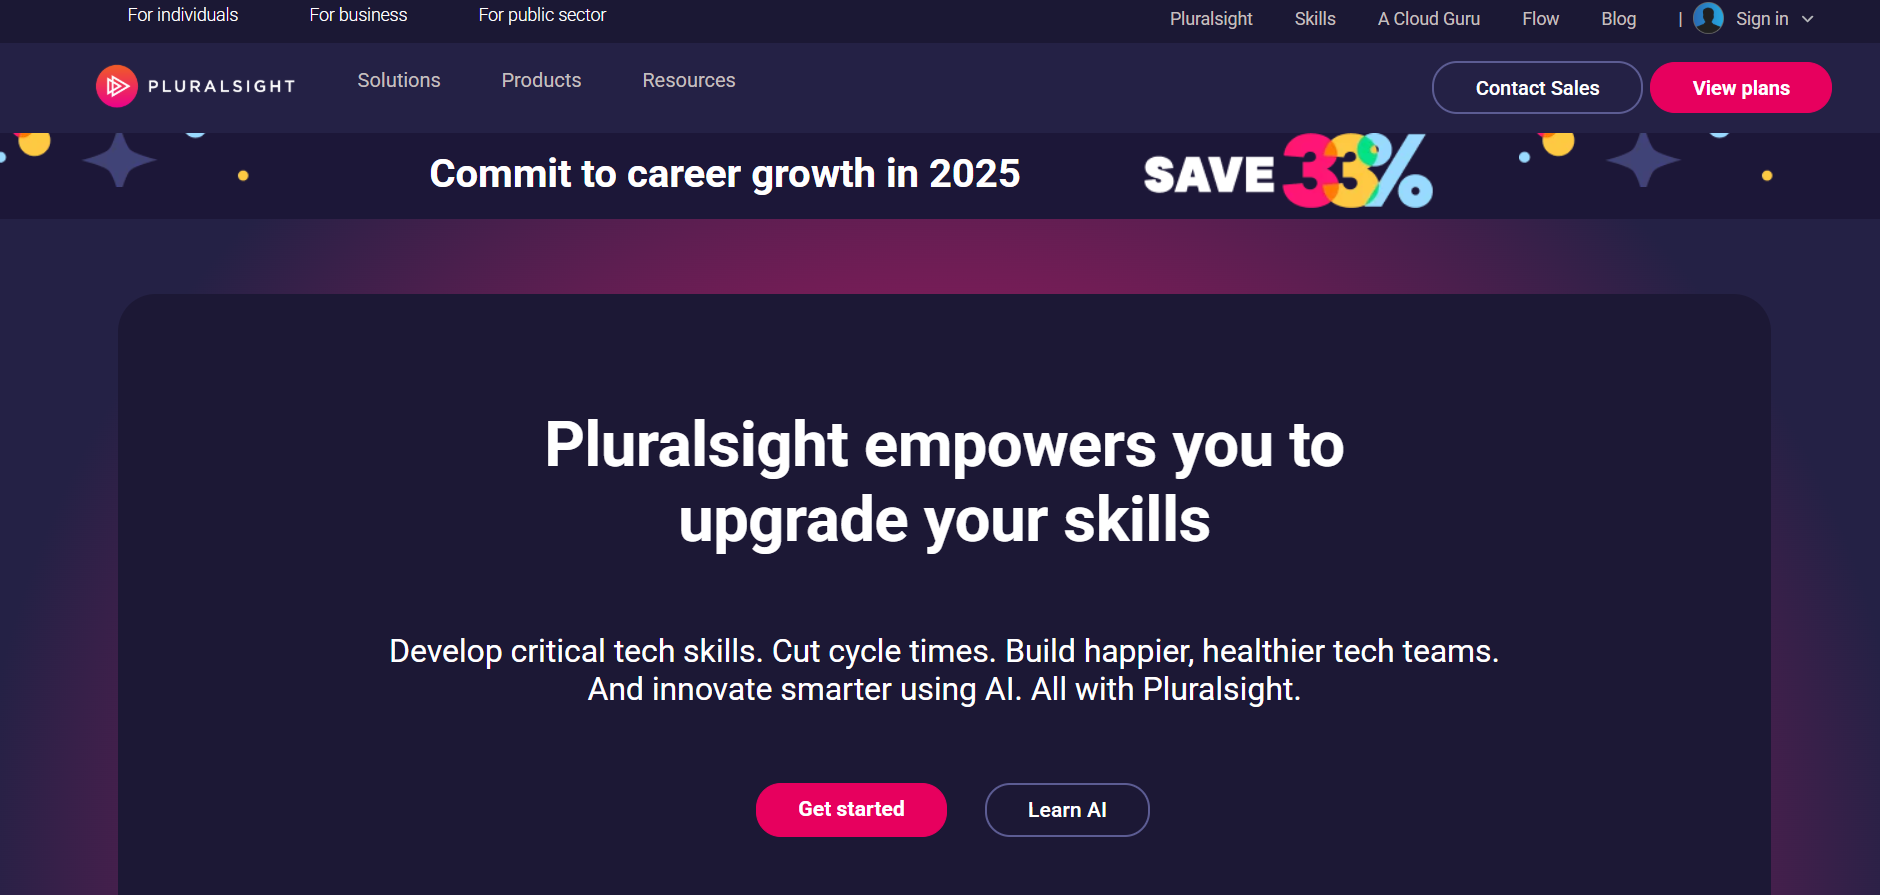 For individuals For business For public sector
Pluralsight Skills A Cloud Guru Flow Blog | Sign in
PLURALSIGHT Solutions Products Resources
Contact Sales View plans
Commit to career growth in 2025 SAVE 33%
Pluralsight empowers you to
upgrade your skills
Develop critical tech skills. Cut cycle times. Build happier, healthier tech teams.
And innovate smarter using AI. All with Pluralsight.
Get started Learn AI